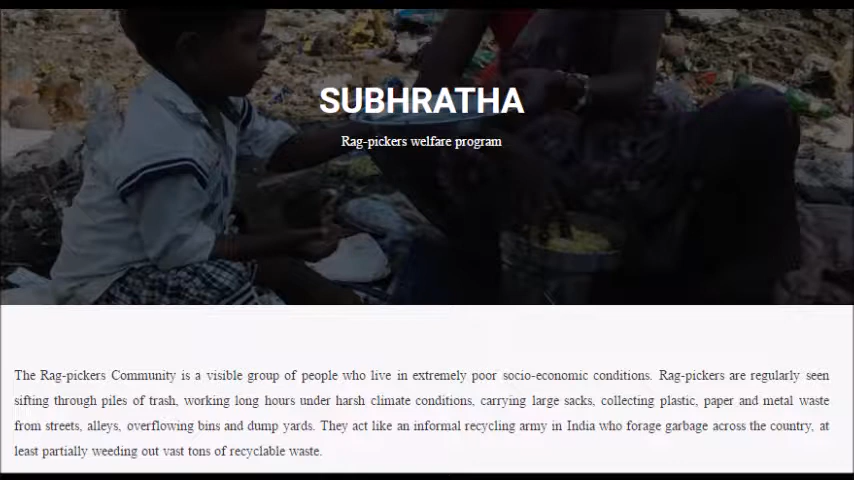 SUBHRATHA
Rag-pickers welfare program
The Rag-pickers Community is a visible group of people who live in extremely poor socio-economic conditions. Rag-pickers are regularly seen
sifting through piles of trash, working long hours under harsh climate conditions, carrying large sacks, collecting plastic, paper and metal waste
from streets, alleys, overflowing bins and dump yards. They act like an informal recycling army in India who forage garbage across the country, at
least partially weeding out vast tons of recyclable waste.